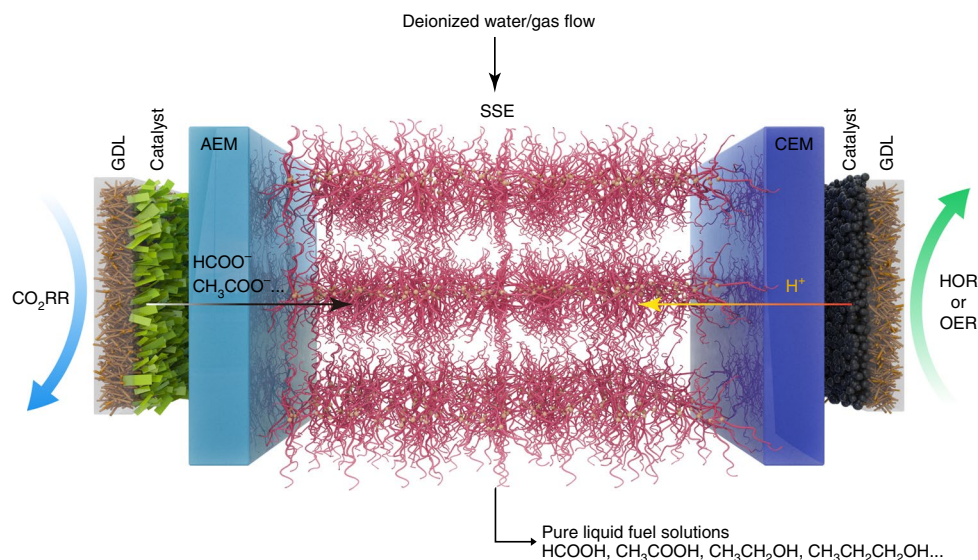 Deionized water/gas flow
SSE
GDL
Catalyst
AEM
CEM
Catalyst
GDL
HCOO⁻
CH₃COO⁻...
H⁺
CO₂RR
HOR
or
OER
Pure liquid fuel solutions
HCOOH, CH₃COOH, CH₃CH₂OH, CH₃CH₂CH₂OH...